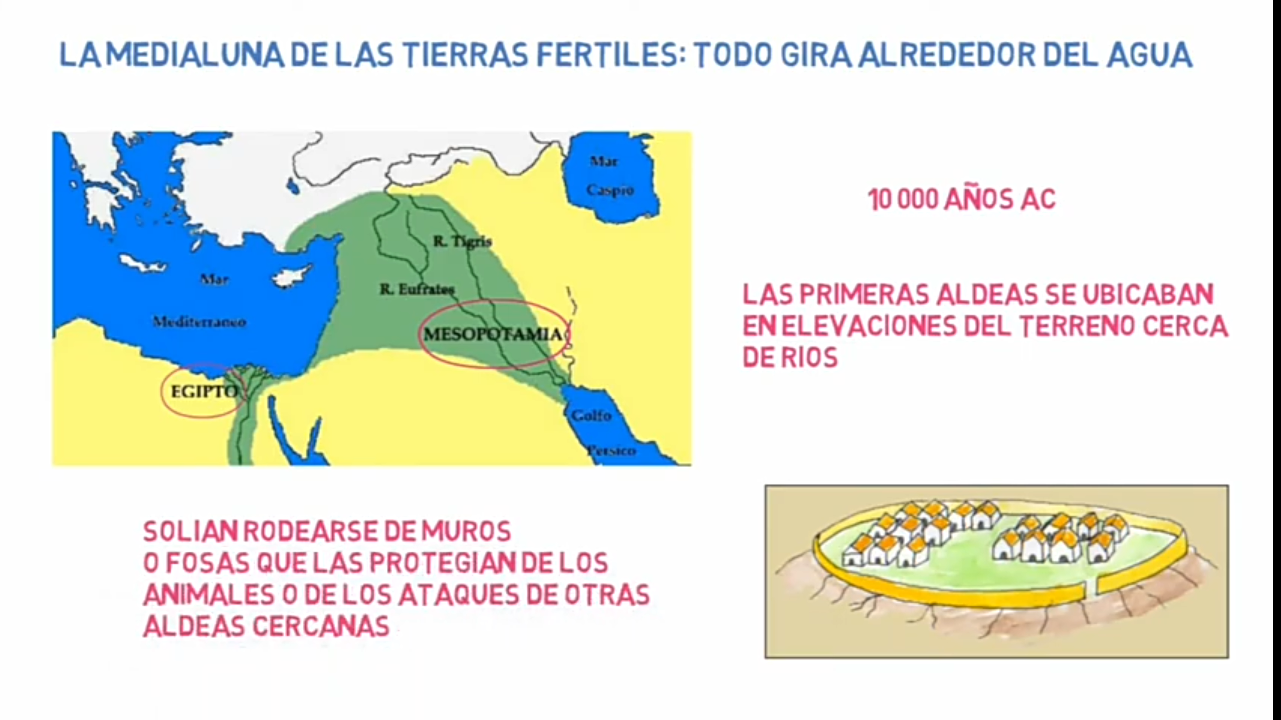 LA MEDIALUNA DE LAS TIERRAS FERTILES: TODO GIRA ALREDEDOR DEL AGUA
Mar
Caspio
R. Tigris
Mar
R. Eufrates
Mediterraneo
MESOPOTAMIA
EGIPTO
Golfo
Persico
10 000 AÑOS AC
LAS PRIMERAS ALDEAS SE UBICABAN
EN ELEVACIONES DEL TERRENO CERCA
DE RIOS
SOLIAN RODEARSE DE MUROS
O FOSAS QUE LAS PROTEGIAN DE LOS
ANIMALES O DE LOS ATAQUES DE OTRAS
ALDEAS CERCANAS